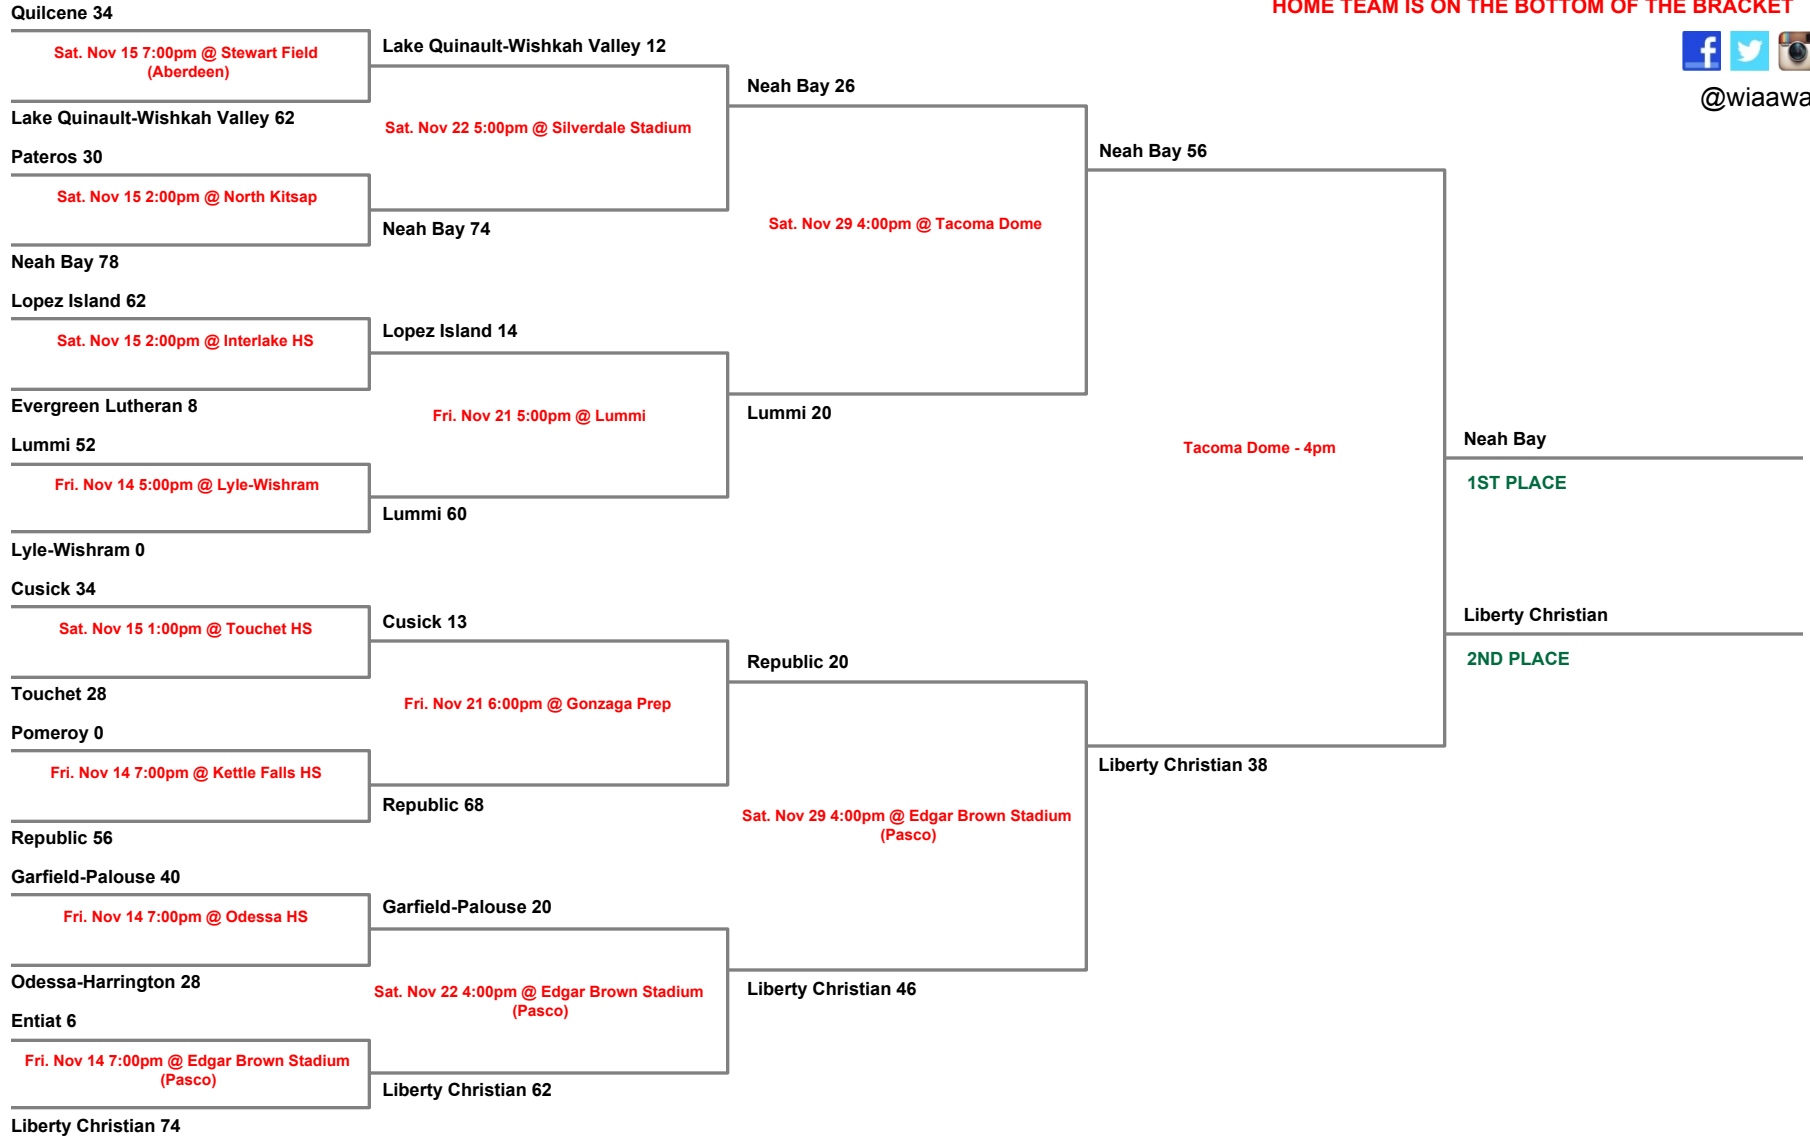 HOME TEAM IS ON THE BOTTOM OF THE BRACKET
@wiaawa
Quilcene 34
Sat. Nov 15 7:00pm @ Stewart Field
(Aberdeen)
Lake Quinault-Wishkah Valley 62
Pateros 30
Sat. Nov 15 2:00pm @ North Kitsap
Neah Bay 78
Lopez Island 62
Sat. Nov 15 2:00pm @ Interlake HS
Evergreen Lutheran 8
Lummi 52
Fri. Nov 14 5:00pm @ Lyle-Wishram
Lyle-Wishram 0
Cusick 34
Sat. Nov 15 1:00pm @ Touchet HS
Touchet 28
Pomeroy 0
Fri. Nov 14 7:00pm @ Kettle Falls HS
Republic 56
Garfield-Palouse 40
Fri. Nov 14 7:00pm @ Odessa HS
Odessa-Harrington 28
Entiat 6
Fri. Nov 14 7:00pm @ Edgar Brown Stadium
(Pasco)
Liberty Christian 74
Lake Quinault-Wishkah Valley 12
Sat. Nov 22 5:00pm @ Silverdale Stadium
Neah Bay 74
Lopez Island 14
Fri. Nov 21 5:00pm @ Lummi
Lummi 60
Cusick 13
Fri. Nov 21 6:00pm @ Gonzaga Prep
Republic 68
Garfield-Palouse 20
Sat. Nov 22 4:00pm @ Edgar Brown Stadium
(Pasco)
Liberty Christian 62
Neah Bay 26
Sat. Nov 29 4:00pm @ Tacoma Dome
Lummi 20
Republic 20
Sat. Nov 29 4:00pm @ Edgar Brown Stadium
(Pasco)
Liberty Christian 46
Neah Bay 56
Tacoma Dome - 4pm
Liberty Christian 38
Neah Bay
1ST PLACE
Liberty Christian
2ND PLACE